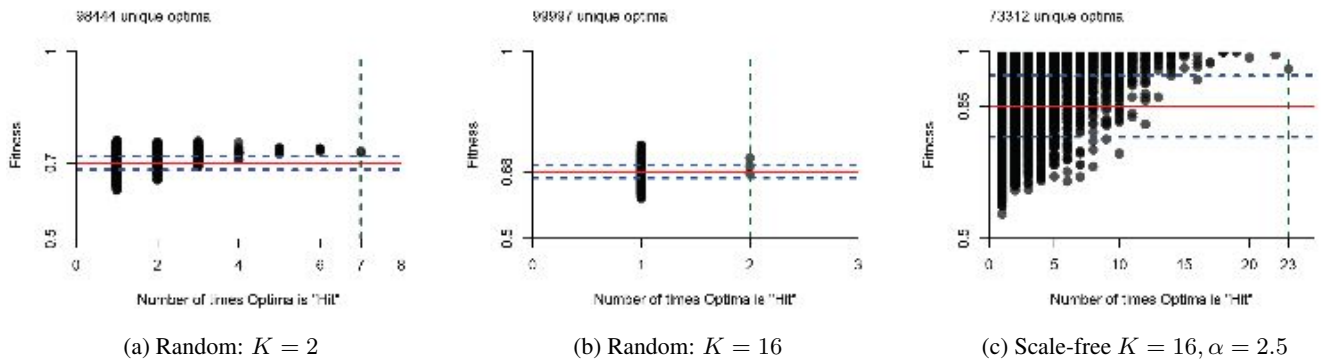 98444 unique optima
99997 unique optima
73312 unique optima
Fitness
1
0.7
0.5
0 2 4 6 7 8
Number of times Optima is "Hit"
Fitness
1
0.68
0.5
0 1 2 3
Number of times Optima is "Hit"
Fitness
1
0.85
0.5
0 5 10 15 20 23
Number of times Optima is "Hit"
(a) Random: K = 2
(b) Random: K = 16
(c) Scale-free K = 16, α = 2.5